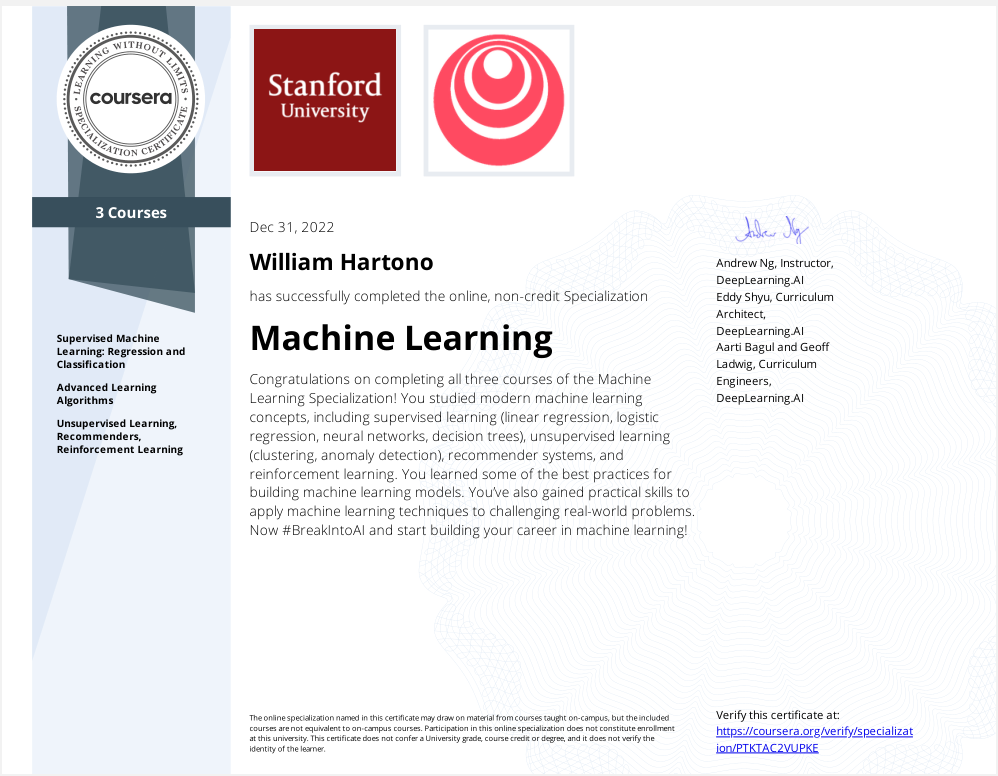 LEARNING WITHOUT LIMITS
coursera
SPECIALIZATION CERTIFICATE
Stanford
University
3 Courses
Supervised Machine
Learning: Regression and
Classification
Advanced Learning
Algorithms
Unsupervised Learning,
Recommenders,
Reinforcement Learning
Dec 31, 2022
William Hartono
has successfully completed the online, non-credit Specialization
Machine Learning
Congratulations on completing all three courses of the Machine
Learning Specialization! You studied modern machine learning
concepts, including supervised learning (linear regression, logistic
regression, neural networks, decision trees), unsupervised learning
(clustering, anomaly detection), recommender systems, and
reinforcement learning. You learned some of the best practices for
building machine learning models. You’ve also gained practical skills to
apply machine learning techniques to challenging real-world problems.
Now #BreakIntoAI and start building your career in machine learning!
Andrew Ng
Andrew Ng, Instructor,
DeepLearning.AI
Eddy Shyu, Curriculum
Architect,
DeepLearning.AI
Aarti Bagul and Geoff
Ladwig, Curriculum
Engineers,
DeepLearning.AI
The online specialization named in this certificate may draw on material from courses taught on-campus, but the included
courses are not equivalent to on-campus courses. Participation in this online specialization does not constitute enrollment
at this university. This certificate does not confer a University grade, course credit or degree, and it does not verify the
identity of the learner.
Verify this certificate at:
https://coursera.org/verify/specializat
ion/PTKTAC2VUPKE